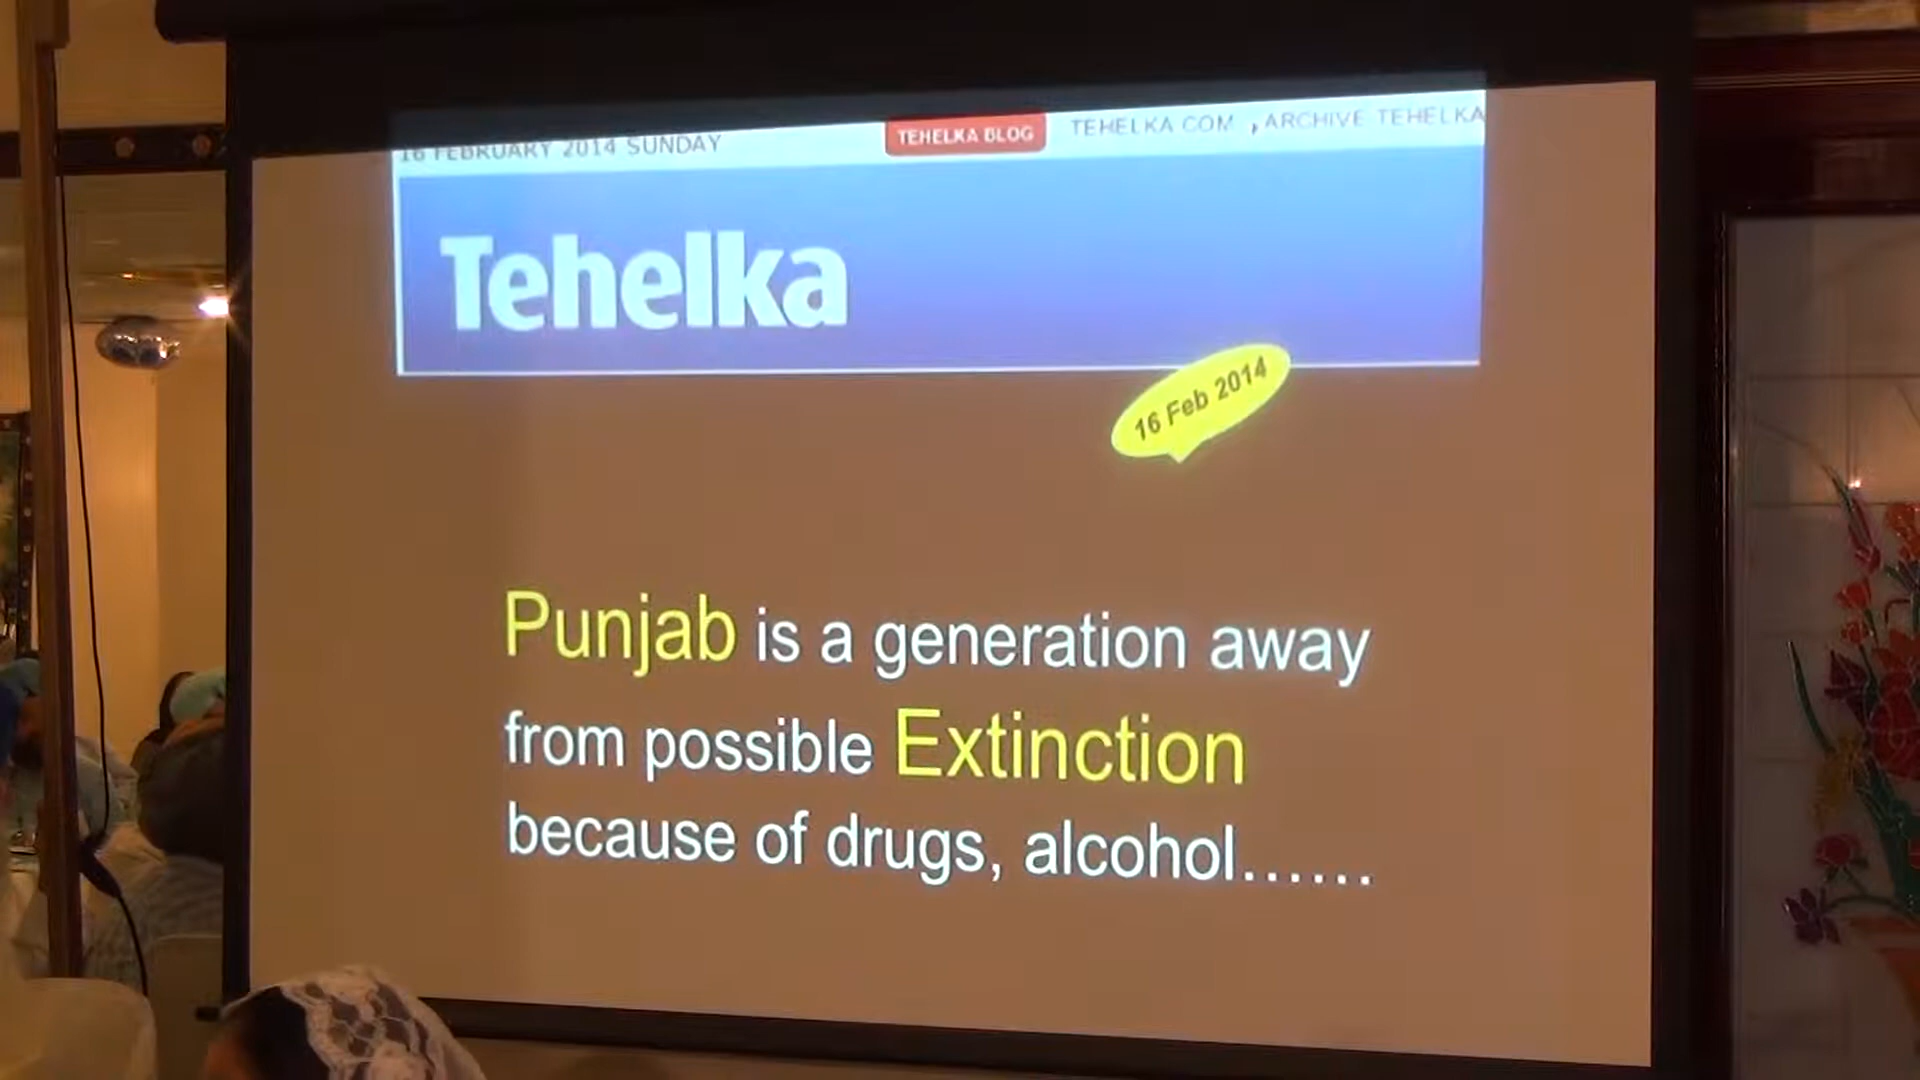 16 FEBRUARY 2014 SUNDAY
TEHELKA BLOG
TEHELKA COM , ARCHIVE TEHELKA
Tehelka
16 Feb 2014
Punjab is a generation away
from possible Extinction
because of drugs, alcohol......